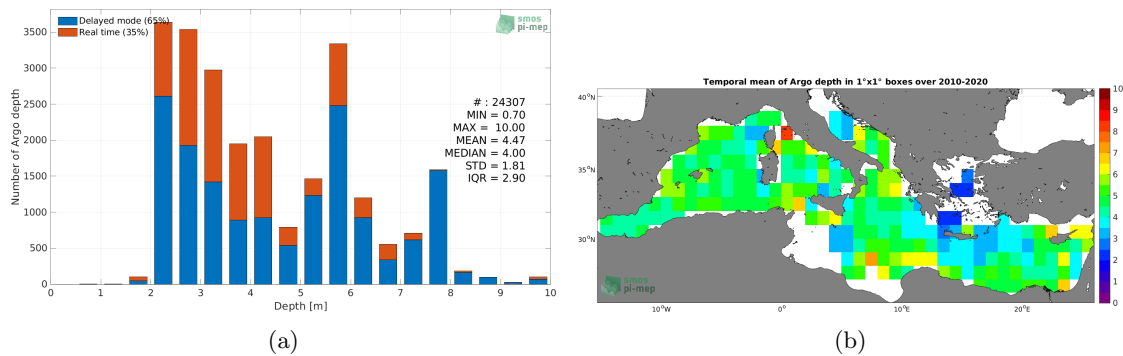 Delayed mode (65%)
Real time (35%)
smos
pi-mep
3500
3000
2500
2000
1500
1000
500
0
Number of Argo depth
# : 24307
MIN = 0.70
MAX = 10.00
MEAN = 4.47
MEDIAN = 4.00
STD = 1.81
IQR = 2.90
0 1 2 3 4 5 6 7 8 9 10
Depth [m]
(a)
Temporal mean of Argo depth in 1°x1° boxes over 2010-2020
40°N
35°N
30°N
10°W 0° 10°E 20°E
10
9
8
7
6
5
4
3
2
1
0
smos
pi-mep
(b)